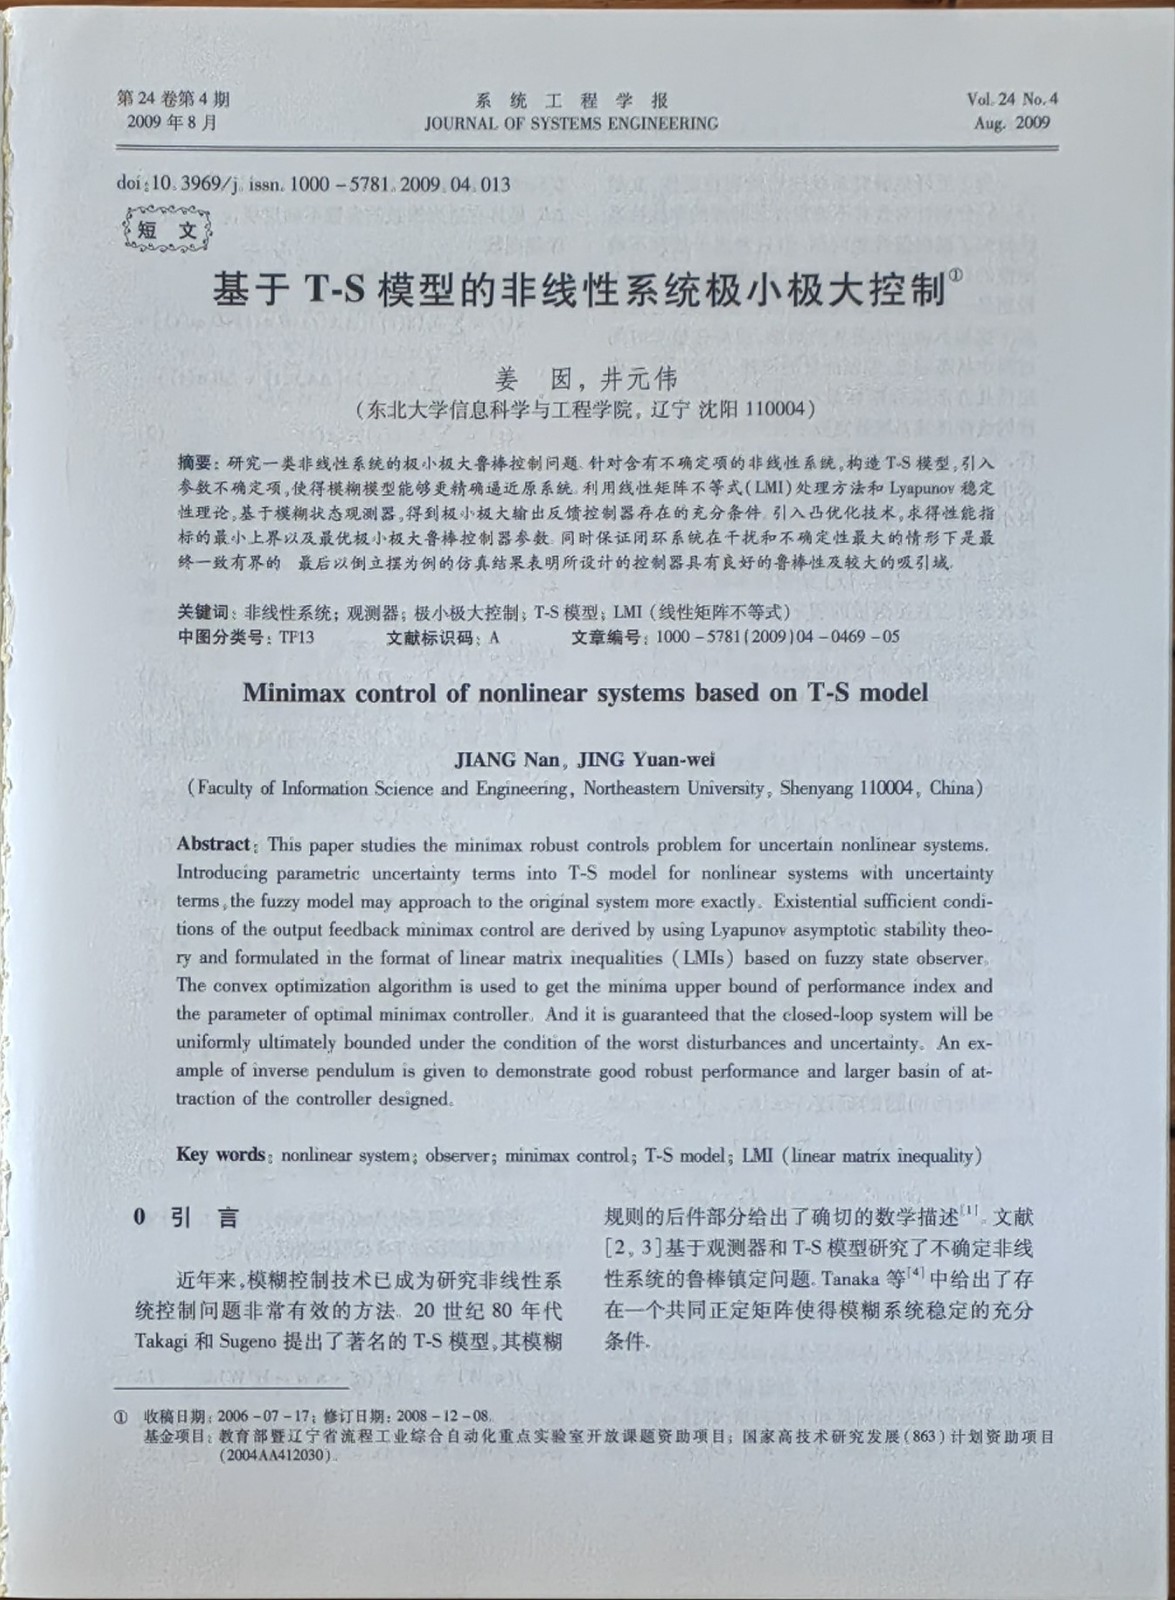 第24卷第4期
2009年8月
系统工程学报
JOURNAL OF SYSTEMS ENGINEERING
Vol. 24 No. 4
Aug. 2009
doi:10.3969/j.issn.1000-5781.2009.04.013
短文
基于 T-S 模型的非线性系统极小极大控制①
姜 囡, 井元伟
(东北大学信息科学与工程学院, 辽宁 沈阳 110004)
摘要: 研究一类非线性系统的极小极大鲁棒控制问题. 针对含有不确定项的非线性系统,构造T-S模型,引入
参数不确定项,使得模糊模型能够更精确逼近原系统. 利用线性矩阵不等式(LMI)处理方法和Lyapunov稳定
性理论,基于模糊状态观测器,得到极小极大输出反馈控制器存在的充分条件. 引入凸优化技术,求得性能指
标的最小上界以及最优极小极大鲁棒控制器参数. 同时保证闭环系统在干扰和不确定性最大的情形下是最
终一致有界的 最后以倒立摆为例的仿真结果表明所设计的控制器具有良好的鲁棒性及较大的吸引域.
关键词: 非线性系统; 观测器; 极小极大控制; T-S模型; LMI (线性矩阵不等式)
中图分类号: TF13 文献标识码: A 文章编号: 1000-5781(2009)04-0469-05
Minimax control of nonlinear systems based on T-S model
JIANG Nan, JING Yuan-wei
(Faculty of Information Science and Engineering, Northeastern University, Shenyang 110004, China)
Abstract: This paper studies the minimax robust controls problem for uncertain nonlinear systems.
Introducing parametric uncertainty terms into T-S model for nonlinear systems with uncertainty
terms, the fuzzy model may approach to the original system more exactly. Existential sufficient condi-
tions of the output feedback minimax control are derived by using Lyapunov asymptotic stability theo-
ry and formulated in the format of linear matrix inequalities (LMIs) based on fuzzy state observer.
The convex optimization algorithm is used to get the minima upper bound of performance index and
the parameter of optimal minimax controller. And it is guaranteed that the closed-loop system will be
uniformly ultimately bounded under the condition of the worst disturbances and uncertainty. An ex-
ample of inverse pendulum is given to demonstrate good robust performance and larger basin of at-
traction of the controller designed.
Key words: nonlinear system; observer; minimax control; T-S model; LMI (linear matrix inequality)
0 引 言
近年来,模糊控制技术已成为研究非线性系
统控制问题非常有效的方法. 20世纪80年代
Takagi 和 Sugeno 提出了著名的 T-S 模型,其模糊
规则的后件部分给出了确切的数学描述[1]. 文献
[2, 3]基于观测器和T-S模型研究了不确定非线
性系统的鲁棒镇定问题. Tanaka 等[4]中给出了存
在一个共同正定矩阵使得模糊系统稳定的充分
条件.
① 收稿日期: 2006-07-17; 修订日期: 2008-12-08.
基金项目: 教育部暨辽宁省流程工业综合自动化重点实验室开放课题资助项目; 国家高技术研究发展(863)计划资助项目
(2004AA412030).